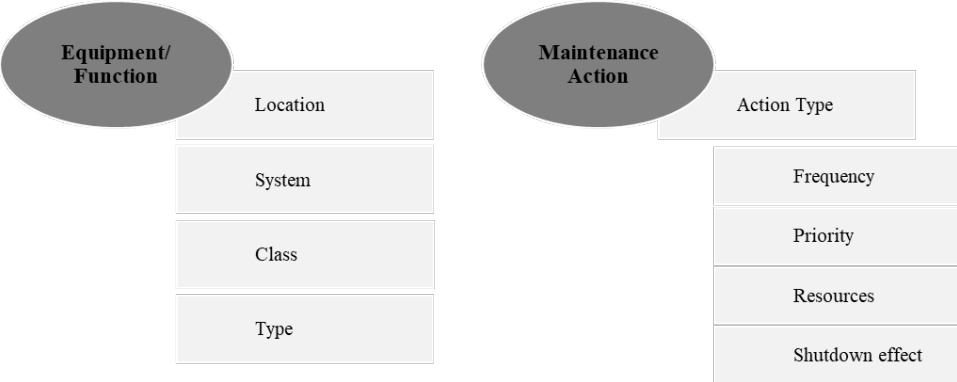 Equipment/
Function
Location
System
Class
Type
Maintenance
Action
Action Type
Frequency
Priority
Resources
Shutdown effect